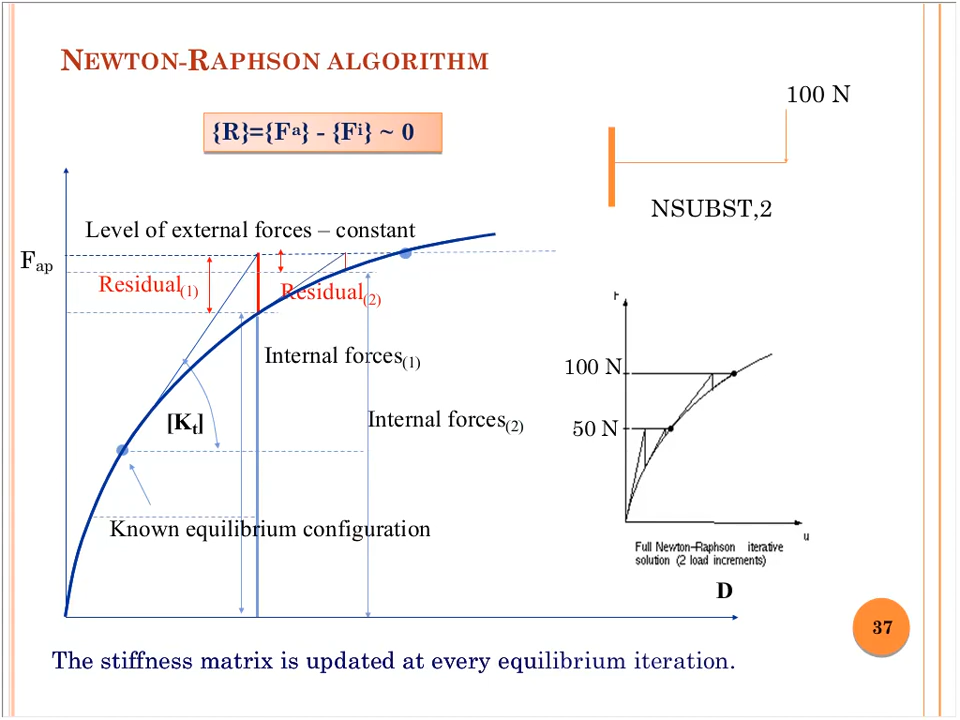 NEWTON-RAPHSON ALGORITHM
100 N
{R}={Fa} - {Fi} ~ 0
NSUBST,2
Level of external forces – constant
Fap
Residual(1)
Residual(2)
Internal forces(1)
100 N
[Kt]
Internal forces(2)
50 N
Known equilibrium configuration
u
Full Newton-Raphson iterative
solution (2 load increments)
D
37
The stiffness matrix is updated at every equilibrium iteration.